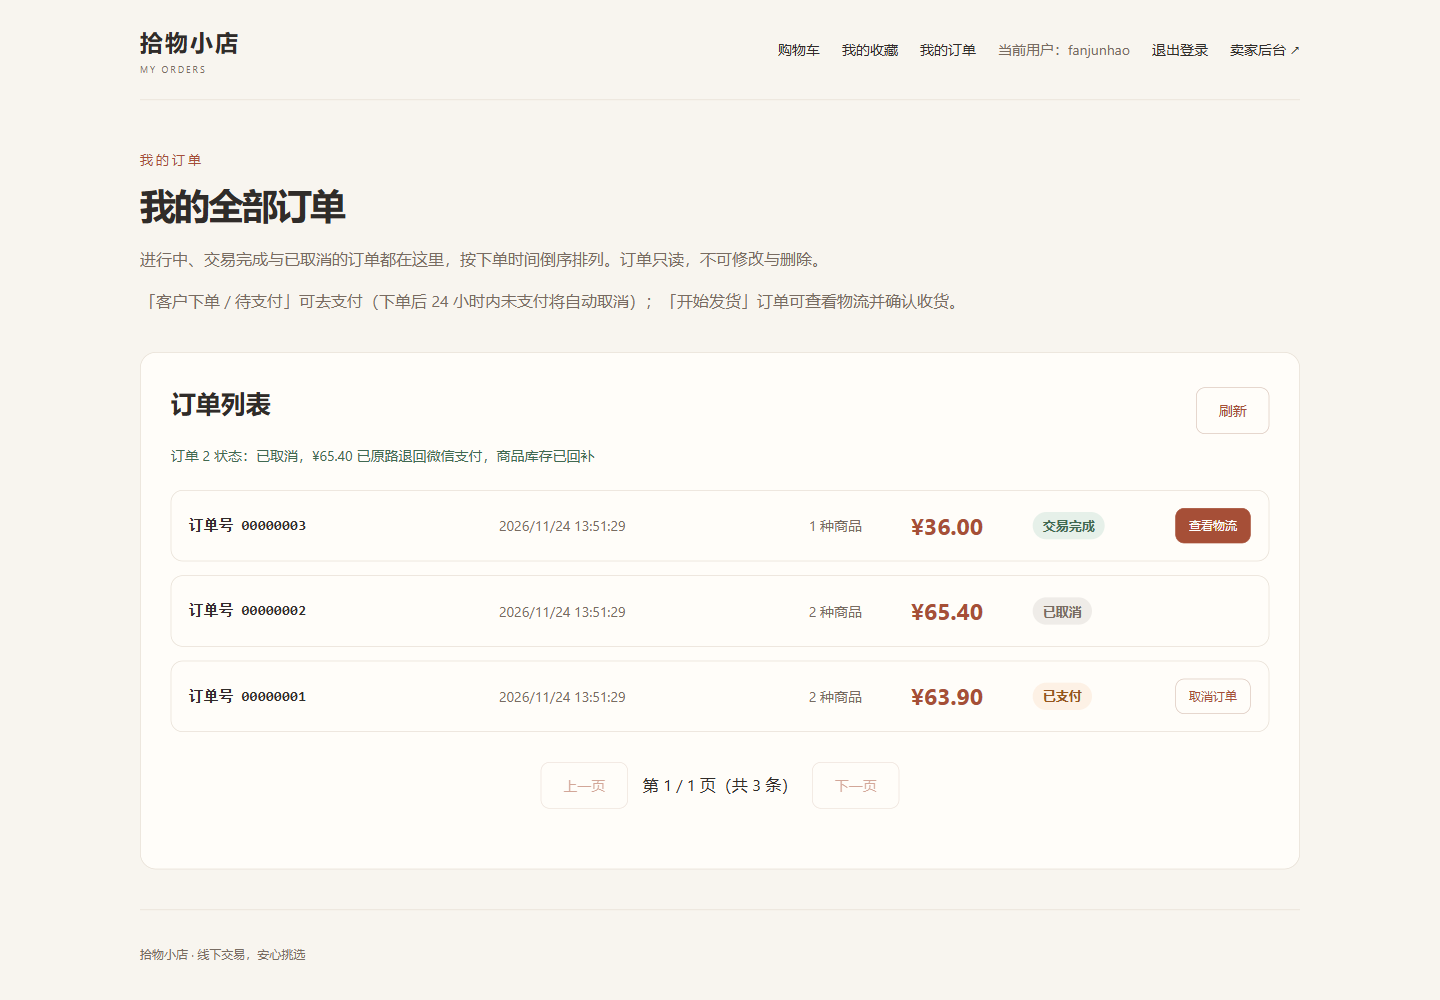 拾物小店
MY ORDERS
购物车 我的收藏 我的订单 当前用户：fanjunhao 退出登录 卖家后台 ↗
我的订单
我的全部订单
进行中、交易完成与已取消的订单都在这里，按下单时间倒序排列。订单只读，不可修改与删除。
「客户下单 / 待支付」可去支付（下单后 24 小时内未支付将自动取消）；「开始发货」订单可查看物流并确认收货。
订单列表
刷新
订单 2 状态：已取消，¥65.40 已原路退回微信支付，商品库存已回补
订单号 00000003 2026/11/24 13:51:29 1 种商品 ¥36.00 交易完成 查看物流
订单号 00000002 2026/11/24 13:51:29 2 种商品 ¥65.40 已取消
订单号 00000001 2026/11/24 13:51:29 2 种商品 ¥63.90 已支付 取消订单
上一页 第 1 / 1 页（共 3 条） 下一页
拾物小店 · 线下交易，安心挑选